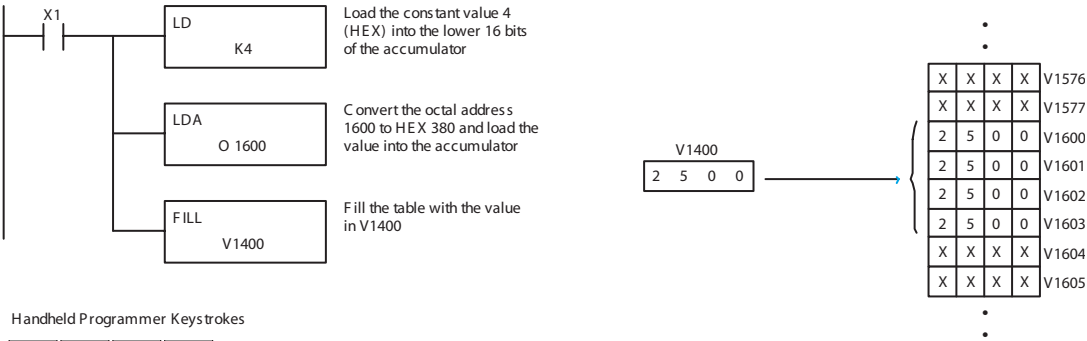 X1
LD
K4
Load the constant value 4
(HEX) into the lower 16 bits
of the accumulator
LDA
O 1600
Convert the octal address
1600 to HEX 380 and load the
value into the accumulator
FILL
V1400
Fill the table with the value
in V1400
Handheld Programmer Keystrokes
V1400
2 5 0 0
X X X X V1576
X X X X V1577
2 5 0 0 V1600
2 5 0 0 V1601
2 5 0 0 V1602
2 5 0 0 V1603
X X X X V1604
X X X X V1605